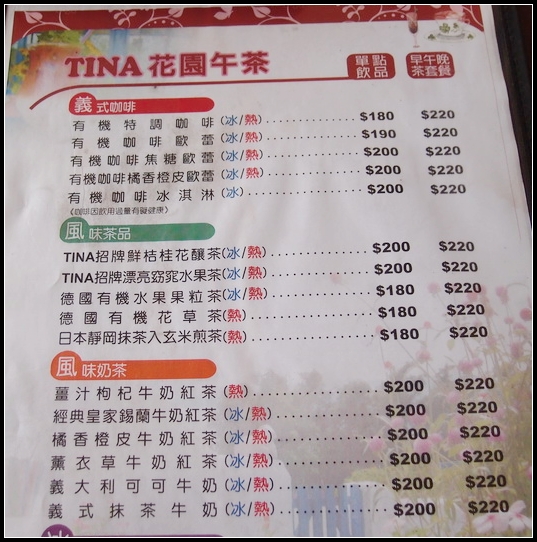 TINA 花園午茶 單點飲品 早午晚茶套餐
義式咖啡
有機特調咖啡(冰/熱)..............$180 $220
有機咖啡歐蕾(冰/熱)..............$190 $220
有機咖啡焦糖歐蕾(冰/熱)..............$200 $220
有機咖啡橘香橙皮歐蕾(冰/熱)..............$200 $220
有機咖啡冰淇淋(冰)..............$200 $220
(咖啡因飲用過量有礙健康)
風味茶品
TINA招牌鮮桔桂花釀茶(冰/熱)..............$200 $220
TINA招牌漂亮窈窕水果茶(冰/熱)..............$200 $220
德國有機水果果粒茶(冰/熱)..............$180 $220
德國有機花草茶(熱)..............$180 $220
日本靜岡抹茶入玄米煎茶(熱)..............$180 $220
風味奶茶
薑汁枸杞牛奶紅茶(熱)..............$200 $220
經典皇家錫蘭牛奶紅茶(冰/熱)..............$200 $220
橘香橙皮牛奶紅茶(冰/熱)..............$200 $220
薰衣草牛奶紅茶(冰/熱)..............$200 $220
義大利可可牛奶(冰/熱)..............$200 $220
義式抹茶牛奶(冰/熱)..............$200 $220